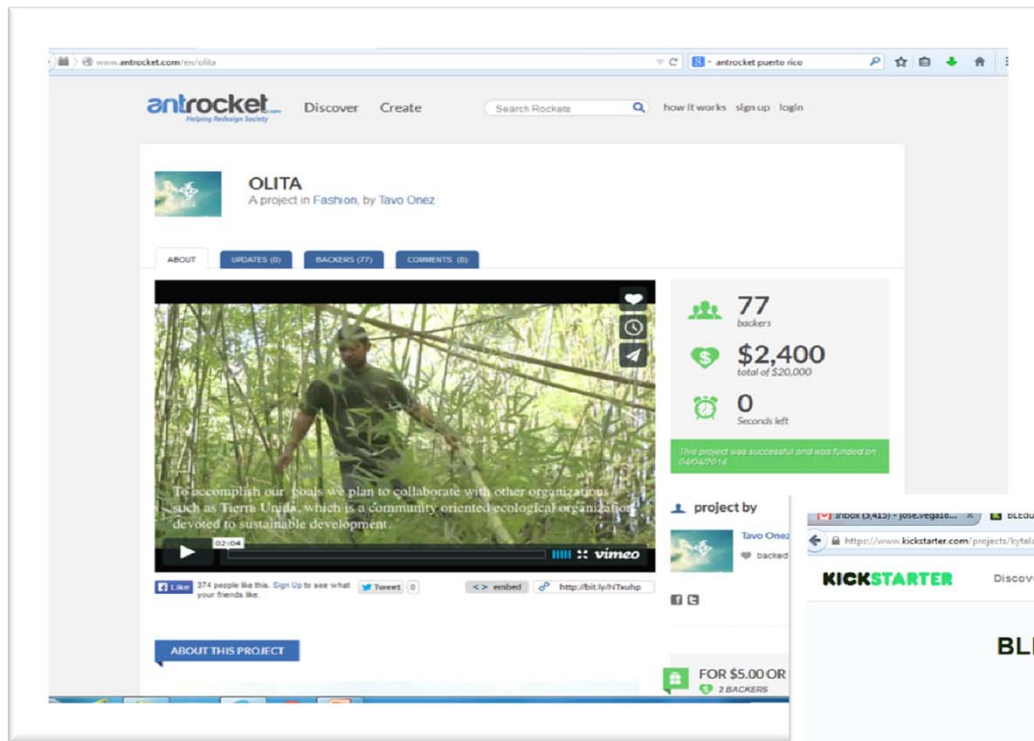 www.antrocket.com/en/olita
antrocket puerto rico
antrocket.com
Helping Redesign Society
Discover
Create
Search Rockets
how it works
sign up
login
OLITA
A project in Fashion, by Tavo Onez
ABOUT
UPDATES (0)
BACKERS (77)
COMMENTS (0)
To accomplish our goals we plan to collaborate with other organizations
such as Tierra Unida, which is a community oriented ecological organization
devoted to sustainable development.
02:04
vimeo
77
backers
$2,400
total of $20,000
0
Seconds left
This project was successful and was funded on
04/04/2014
project by
Tavo Onez
backed
Like
374 people like this. Sign Up to see what
your friends like.
Tweet
0
<> embed
http://bit.ly/NTxuhp
ABOUT THIS PROJECT
FOR $5.00 OR
2 BACKERS
Inbox (3,415) -
https://www.kickstarter.com/projects/kytela
KICKSTARTER
Discov
BL